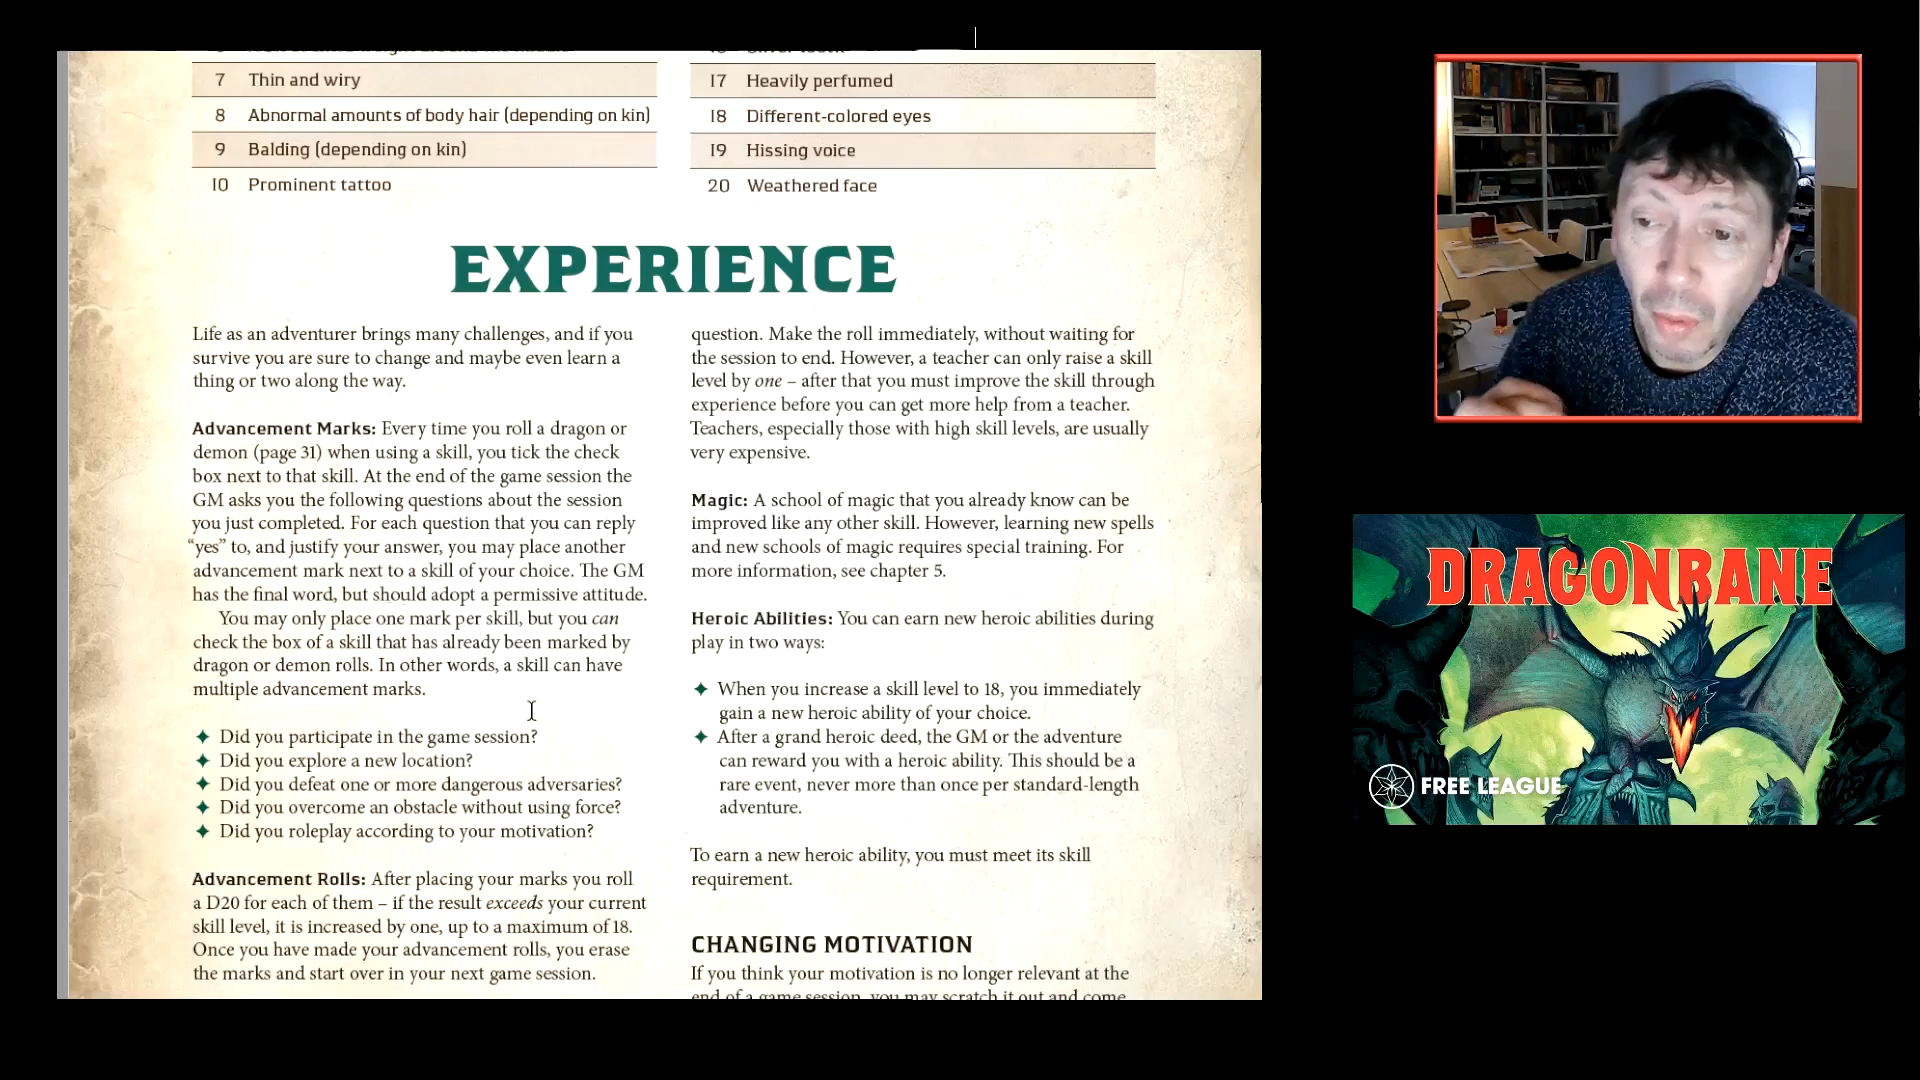 7 Thin and wiry
8 Abnormal amounts of body hair (depending on kin)
9 Balding (depending on kin)
10 Prominent tattoo
17 Heavily perfumed
18 Different-colored eyes
19 Hissing voice
20 Weathered face
EXPERIENCE
Life as an adventurer brings many challenges, and if you
survive you are sure to change and maybe even learn a
thing or two along the way.
Advancement Marks: Every time you roll a dragon or
demon (page 31) when using a skill, you tick the check
box next to that skill. At the end of the game session the
GM asks you the following questions about the session
you just completed. For each question that you can reply
“yes” to, and justify your answer, you may place another
advancement mark next to a skill of your choice. The GM
has the final word, but should adopt a permissive attitude.
You may only place one mark per skill, but you can
check the box of a skill that has already been marked by
dragon or demon rolls. In other words, a skill can have
multiple advancement marks.
✦ Did you participate in the game session?
✦ Did you explore a new location?
✦ Did you defeat one or more dangerous adversaries?
✦ Did you overcome an obstacle without using force?
✦ Did you roleplay according to your motivation?
Advancement Rolls: After placing your marks you roll
a D20 for each of them – if the result exceeds your current
skill level, it is increased by one, up to a maximum of 18.
Once you have made your advancement rolls, you erase
the marks and start over in your next game session.
question. Make the roll immediately, without waiting for
the session to end. However, a teacher can only raise a skill
level by one – after that you must improve the skill through
experience before you can get more help from a teacher.
Teachers, especially those with high skill levels, are usually
very expensive.
Magic: A school of magic that you already know can be
improved like any other skill. However, learning new spells
and new schools of magic requires special training. For
more information, see chapter 5.
Heroic Abilities: You can earn new heroic abilities during
play in two ways:
✦ When you increase a skill level to 18, you immediately
gain a new heroic ability of your choice.
✦ After a grand heroic deed, the GM or the adventure
can reward you with a heroic ability. This should be a
rare event, never more than once per standard-length
adventure.
To earn a new heroic ability, you must meet its skill
requirement.
CHANGING MOTIVATION
If you think your motivation is no longer relevant at the
end of a game session, you may scratch it out and come
DRAGONBANE
FREE LEAGUE